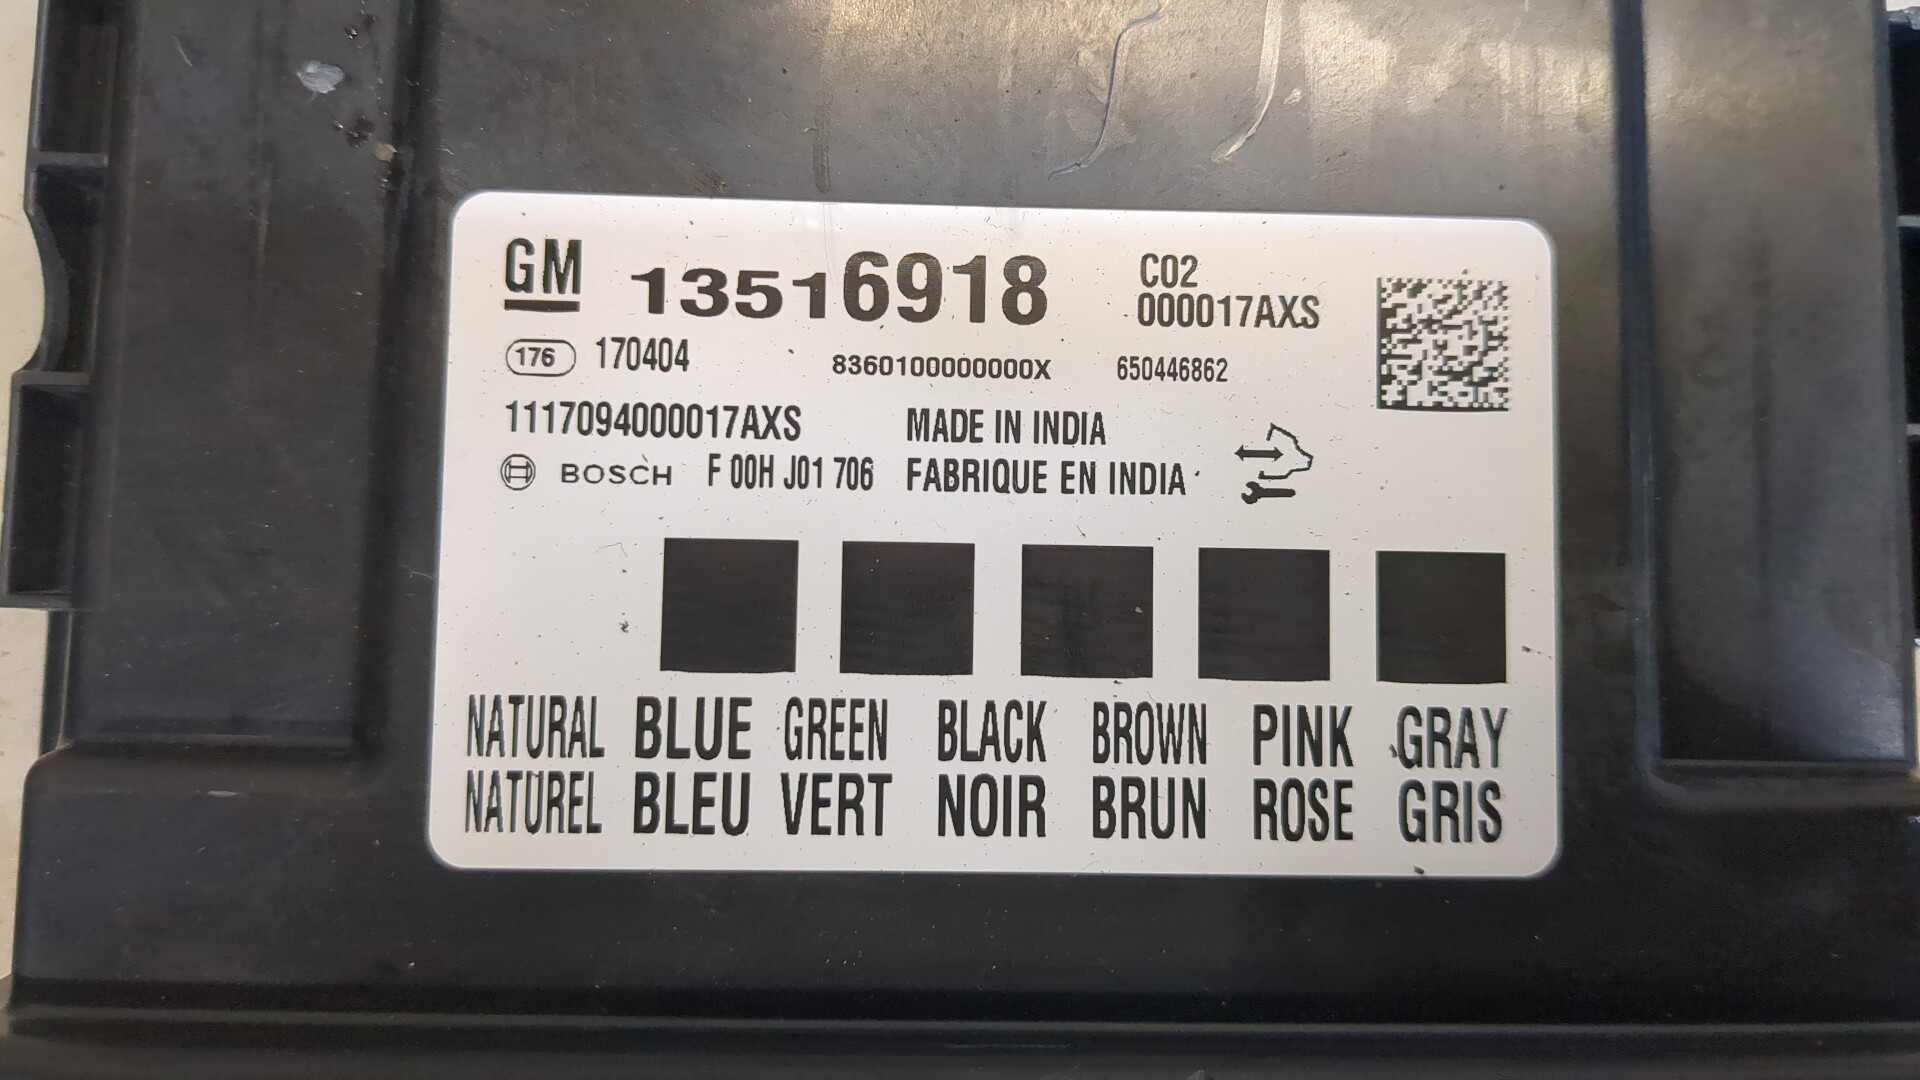 GM 13516918 C02
000017AXS
176 170404 8360100000000X 650446862
1117094000017AXS MADE IN INDIA
BOSCH F 00H J01 706 FABRIQUE EN INDIA
NATURAL BLUE GREEN BLACK BROWN PINK GRAY
NATUREL BLEU VERT NOIR BRUN ROSE GRIS